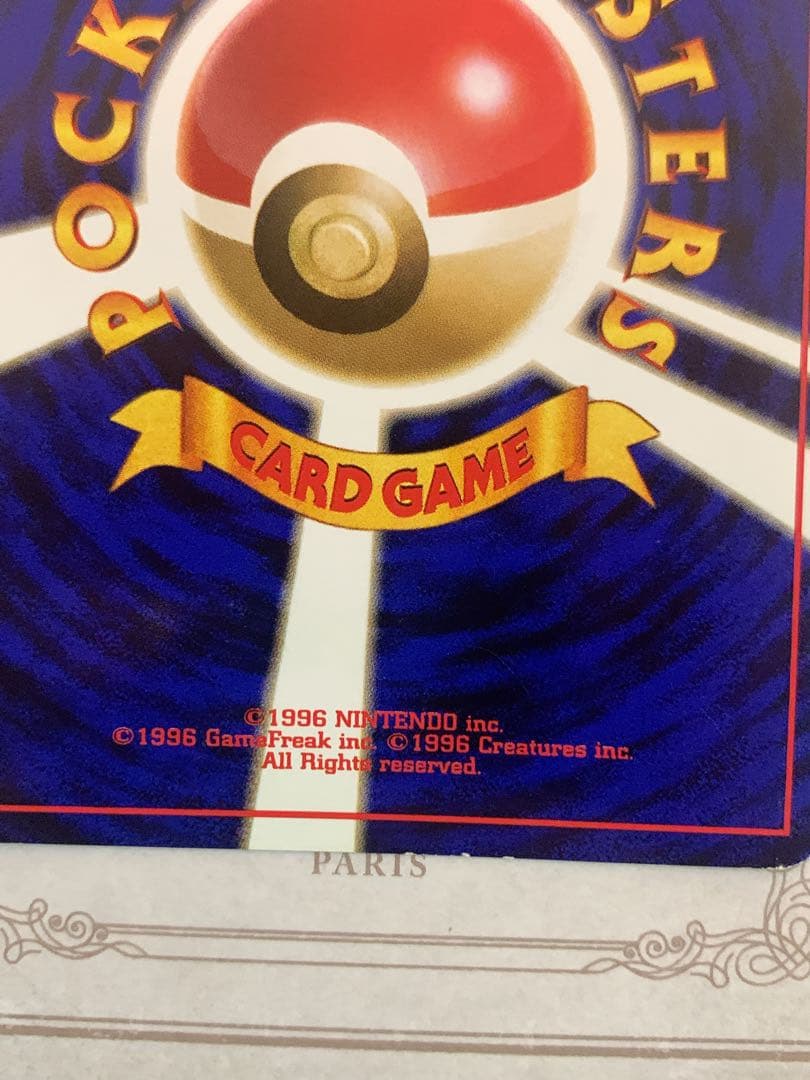 POCK
STERS
CARD GAME
©1996 NINTENDO inc.
©1996 GameFreak inc. ©1996 Creatures inc.
All Rights reserved.
PARIS